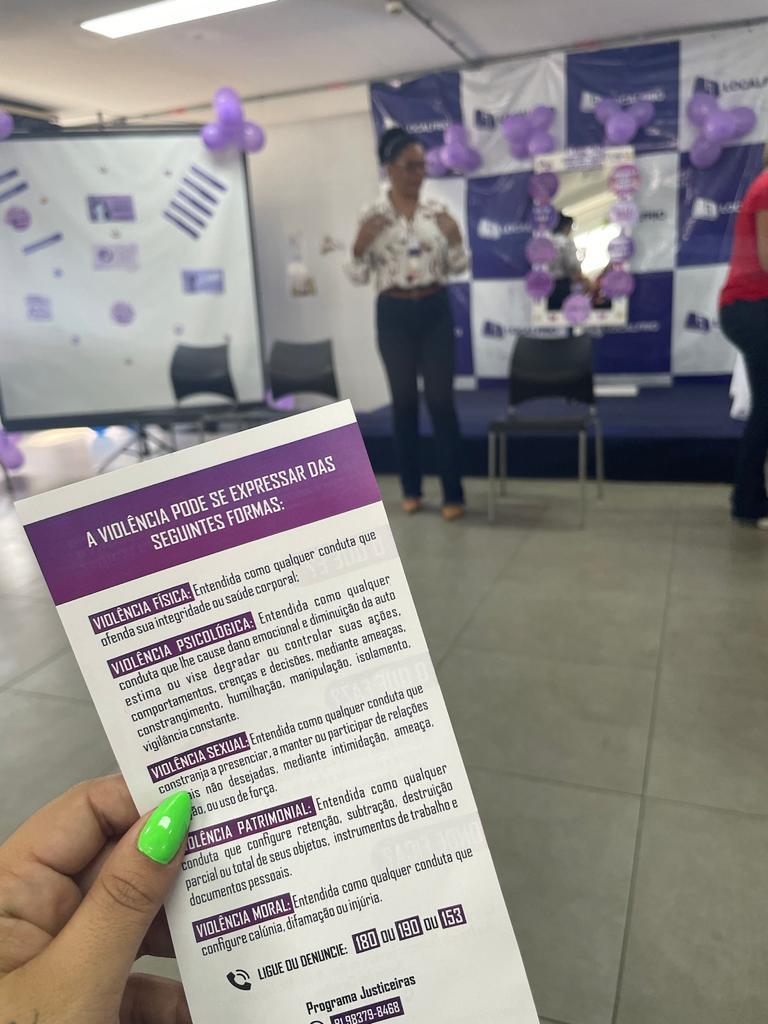 LOCALPRO
LOCALPRO
A VIOLÊNCIA PODE SE EXPRESSAR DAS
SEGUINTES FORMAS:
VIOLÊNCIA FÍSICA: Entendida como qualquer conduta que
ofenda sua integridade ou saúde corporal;
VIOLÊNCIA PSICOLÓGICA: Entendida como qualquer
conduta que lhe cause dano emocional e diminuição da auto
estima ou vise degradar ou controlar suas ações,
comportamentos, crenças e decisões, mediante ameaças,
constrangimento, humilhação, manipulação, isolamento,
vigilância constante.
VIOLÊNCIA SEXUAL: Entendida como qualquer conduta que
constranja a presenciar, a manter ou participar de relações
não desejadas, mediante intimidação, ameaça,
ou uso de força.
VIOLÊNCIA PATRIMONIAL: Entendida como qualquer
conduta que configure retenção, subtração, destruição
parcial ou total de seus objetos, instrumentos de trabalho e
documentos pessoais.
VIOLÊNCIA MORAL: Entendida como qualquer conduta que
configure calúnia, difamação ou injúria.
LIGUE OU DENUNCIE: 180 OU 190 OU 153
Programa Justiceiras
98379-8468